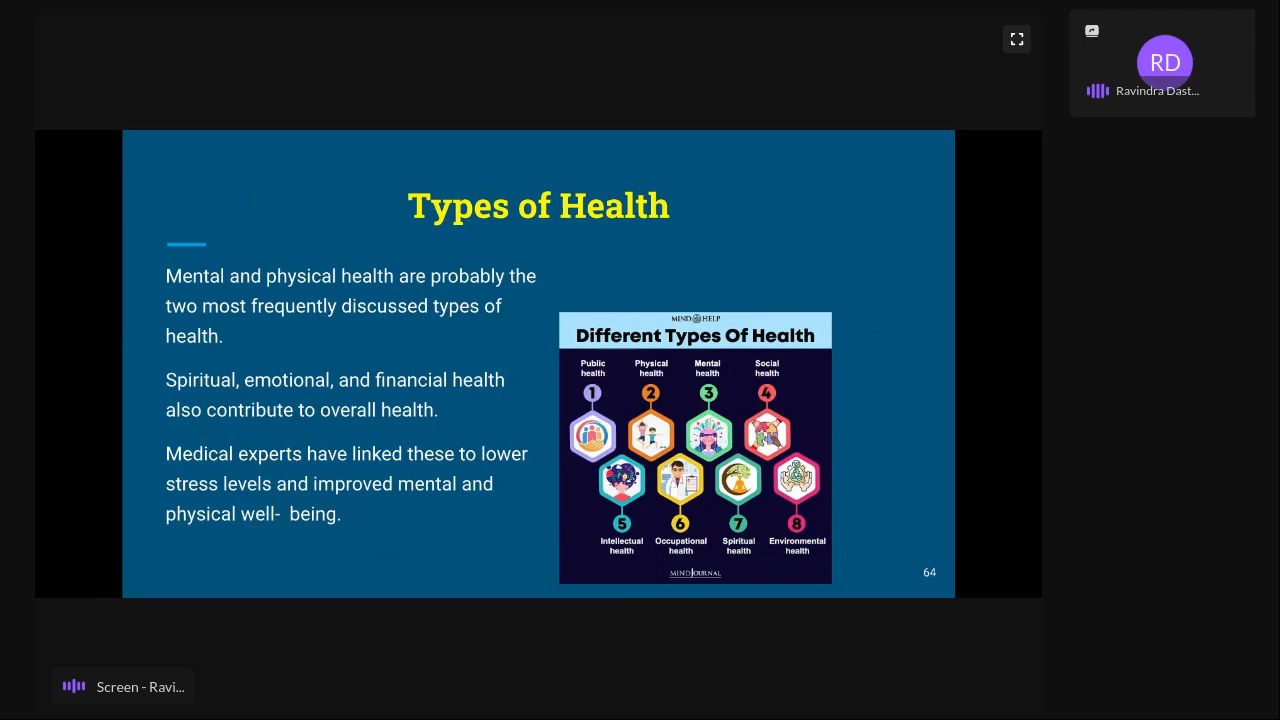 RD
Ravindra Dast...
Types of Health
Mental and physical health are probably the
two most frequently discussed types of
health.
Spiritual, emotional, and financial health
also contribute to overall health.
Medical experts have linked these to lower
stress levels and improved mental and
physical well-  being.
MIND HELP
Different Types Of Health
Public health
Physical health
Mental health
Social health
1 2 3 4
5 6 7 8
Intellectual health
Occupational health
Spiritual health
Environmental health
MINDJOURNAL
64
Screen - Ravi...